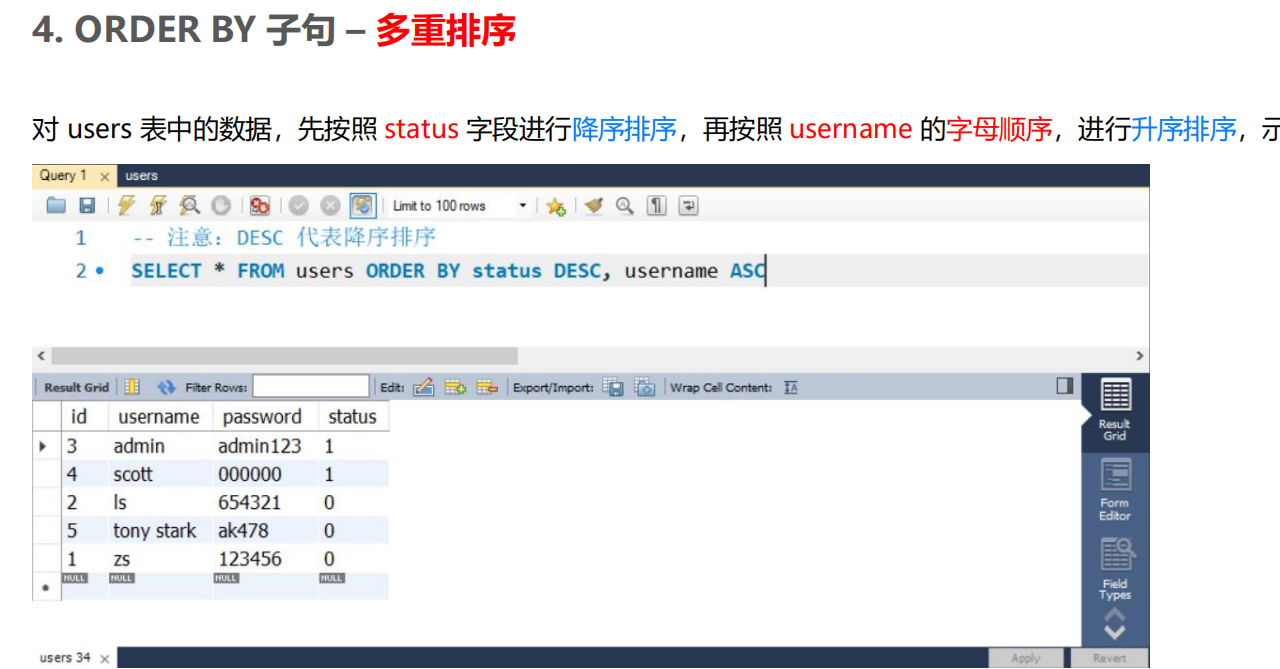 4. ORDER BY 子句 – 多重排序
对 users 表中的数据，先按照 status 字段进行降序排序，再按照 username 的字母顺序，进行升序排序，示
Query 1 users
Limit to 100 rows
1 -- 注意：DESC 代表降序排序
2 SELECT * FROM users ORDER BY status DESC, username ASC
Result Grid Filter Rows: Edit: Export/Import: Wrap Cell Content:
id username password status
3 admin admin123 1
4 scott 000000 1
2 ls 654321 0
5 tony stark ak478 0
1 zs 123456 0
NULL NULL NULL NULL
Result
Grid
Form
Editor
Field
Types
users 34 Apply Revert